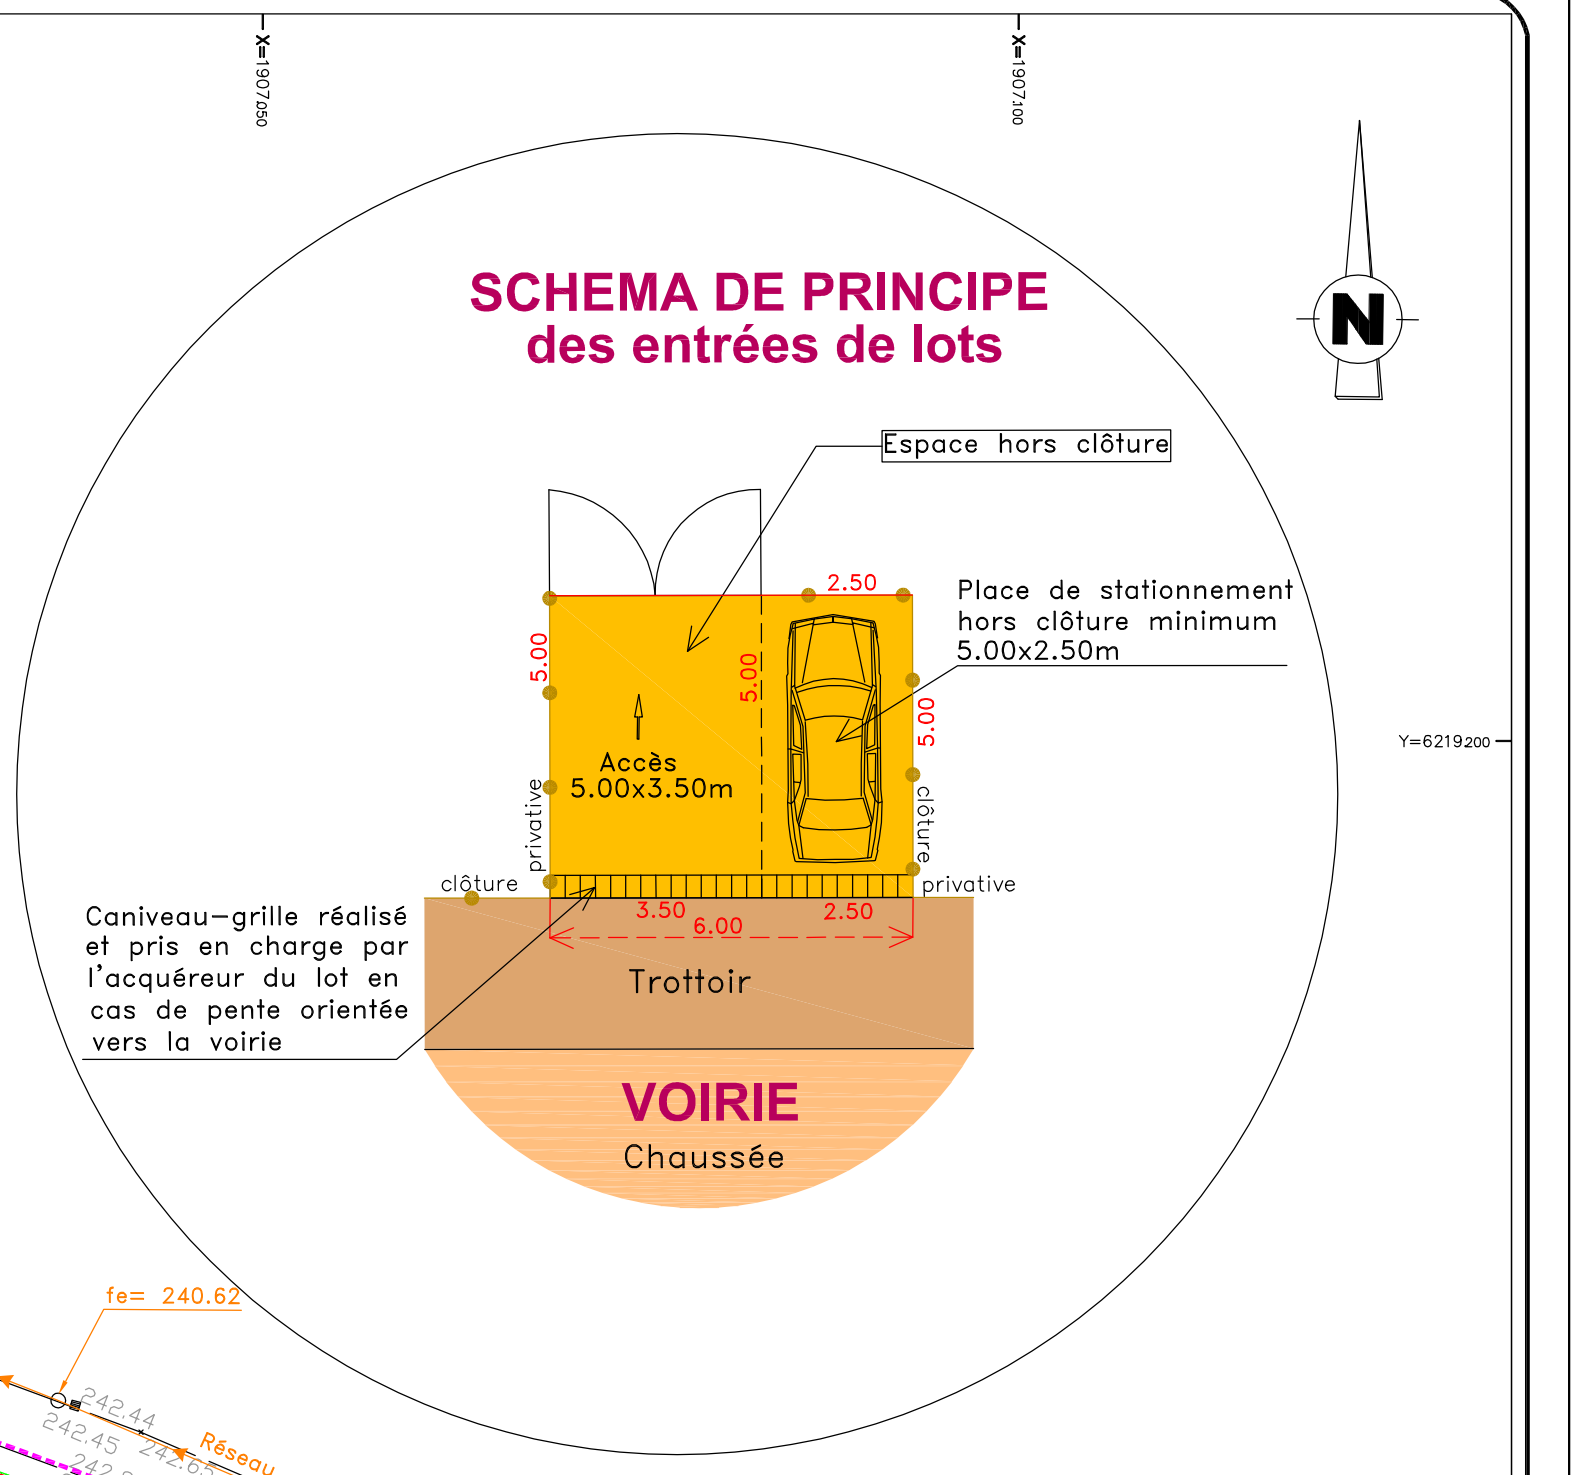 X=1907050
X=1907100
N
SCHEMA DE PRINCIPE
des entrées de lots
Espace hors clôture
2.50
Place de stationnement
hors clôture minimum
5.00x2.50m
5.00
5.00
5.00
Y=6219200
Accès
5.00x3.50m
privative
clôture
clôture
privative
3.50
2.50
6.00
Caniveau-grille réalisé
et pris en charge par
l'acquéreur du lot en
cas de pente orientée
vers la voirie
Trottoir
VOIRIE
Chaussée
fe= 240.62
242.44
242.45
242.65
Réseau